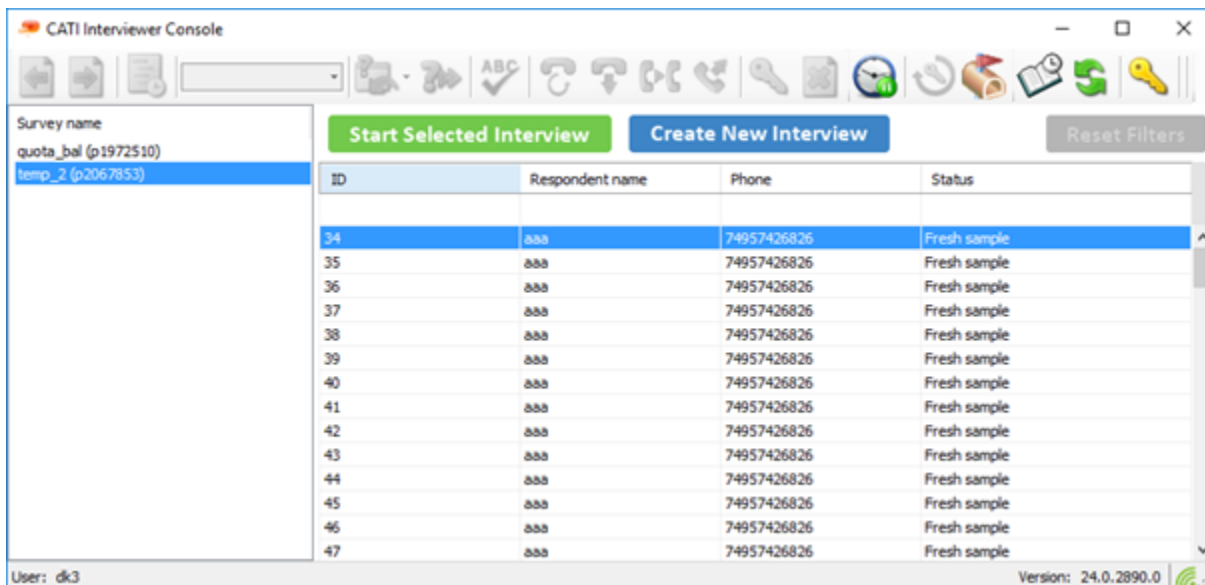 CATI Interviewer Console
ABC
Survey name
quota_bal (p1972510)
temp_2 (p2067853)
Start Selected Interview
Create New Interview
Reset Filters
ID Respondent name Phone Status
34 aaa 74957426826 Fresh sample
35 aaa 74957426826 Fresh sample
36 aaa 74957426826 Fresh sample
37 aaa 74957426826 Fresh sample
38 aaa 74957426826 Fresh sample
39 aaa 74957426826 Fresh sample
40 aaa 74957426826 Fresh sample
41 aaa 74957426826 Fresh sample
42 aaa 74957426826 Fresh sample
43 aaa 74957426826 Fresh sample
44 aaa 74957426826 Fresh sample
45 aaa 74957426826 Fresh sample
46 aaa 74957426826 Fresh sample
47 aaa 74957426826 Fresh sample
User: dk3
Version: 24.0.2890.0